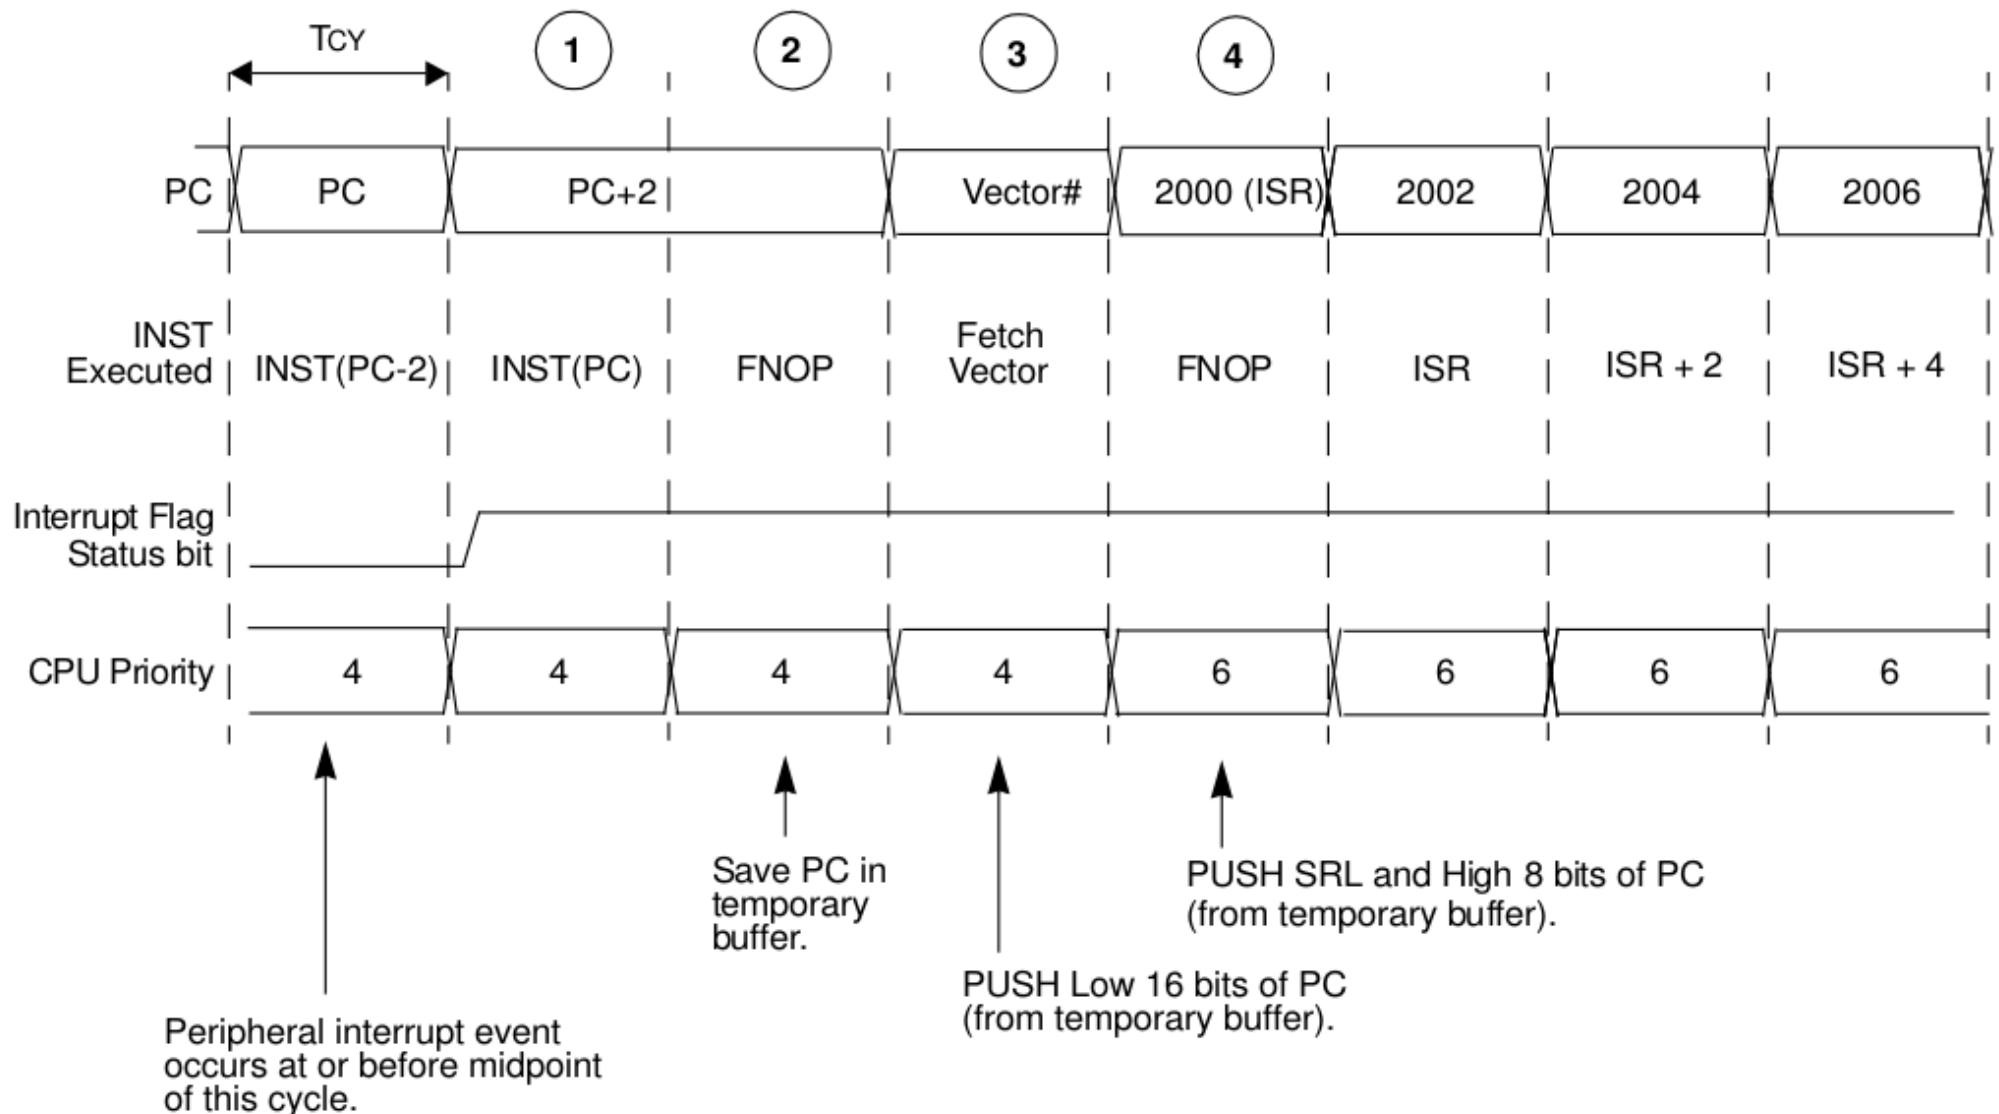 TCY
1
2
3
4
PC
PC
PC+2
Vector#
2000 (ISR)
2002
2004
2006
INST
Executed
INST(PC-2)
INST(PC)
FNOP
Fetch
Vector
FNOP
ISR
ISR + 2
ISR + 4
Interrupt Flag
Status bit
CPU Priority
4
4
4
4
6
6
6
6
Save PC in
temporary
buffer.
PUSH SRL and High 8 bits of PC
(from temporary buffer).
PUSH Low 16 bits of PC
(from temporary buffer).
Peripheral interrupt event
occurs at or before midpoint
of this cycle.